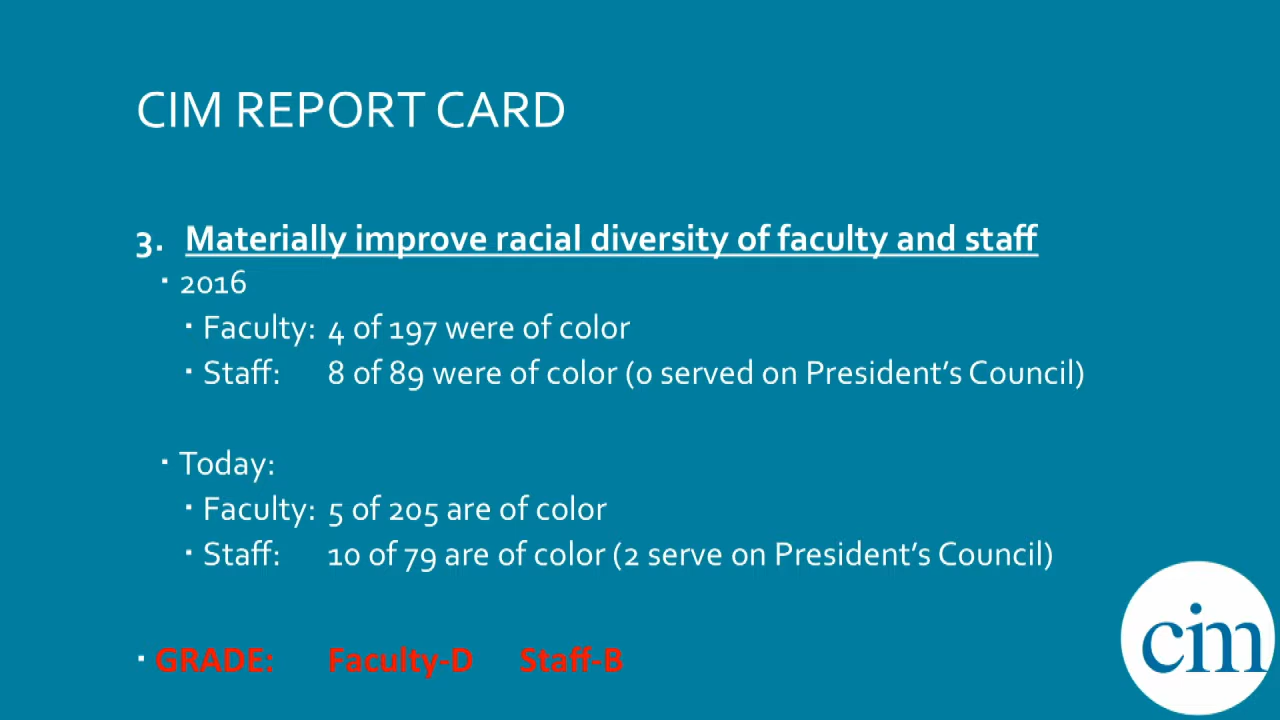 CIM REPORT CARD
3. Materially improve racial diversity of faculty and staff
▪ 2016
▪ Faculty: 4 of 197 were of color
▪ Staff: 8 of 89 were of color (0 served on President’s Council)
▪ Today:
▪ Faculty: 5 of 205 are of color
▪ Staff: 10 of 79 are of color (2 serve on President’s Council)
▪ GRADE: Faculty-D Staff-B
cim